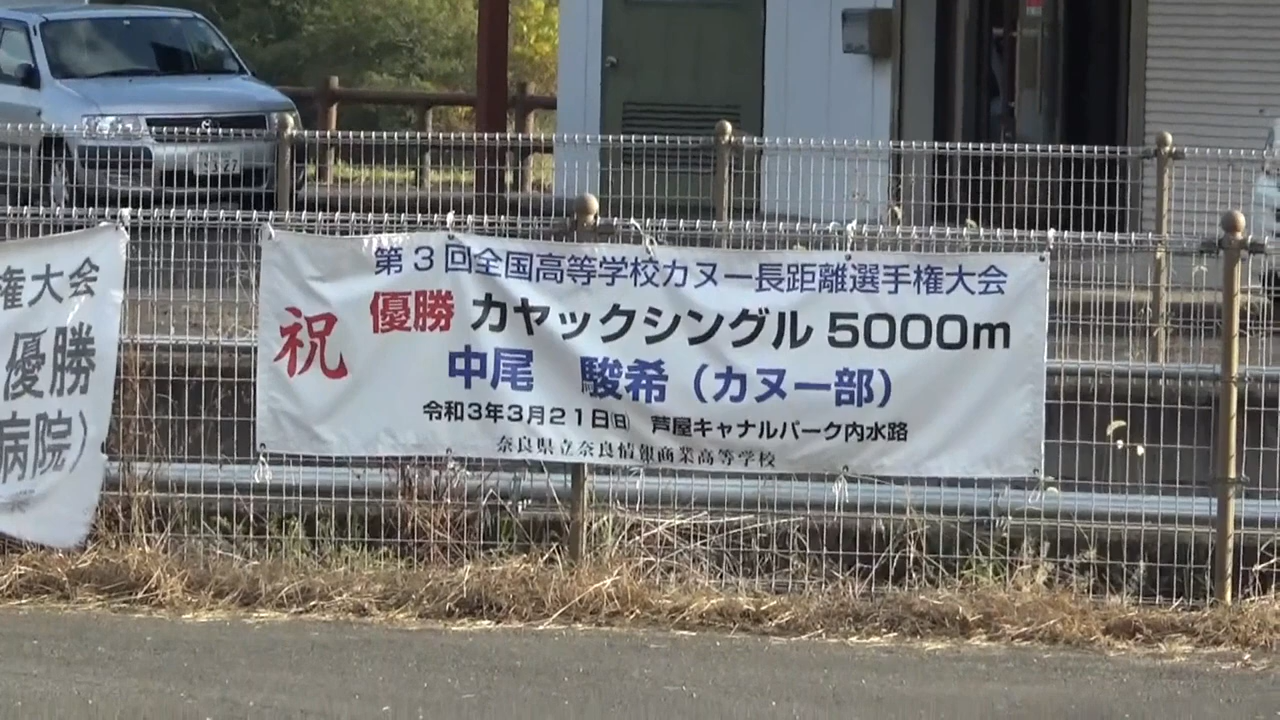 権大会
優勝
病院）
第３回全国高等学校カヌー長距離選手権大会
祝
優勝 カヤックシングル 5000m
中尾　駿希（カヌー部）
令和3年3月21日㈰　芦屋キャナルパーク内水路
奈良県立奈良情報商業高等学校